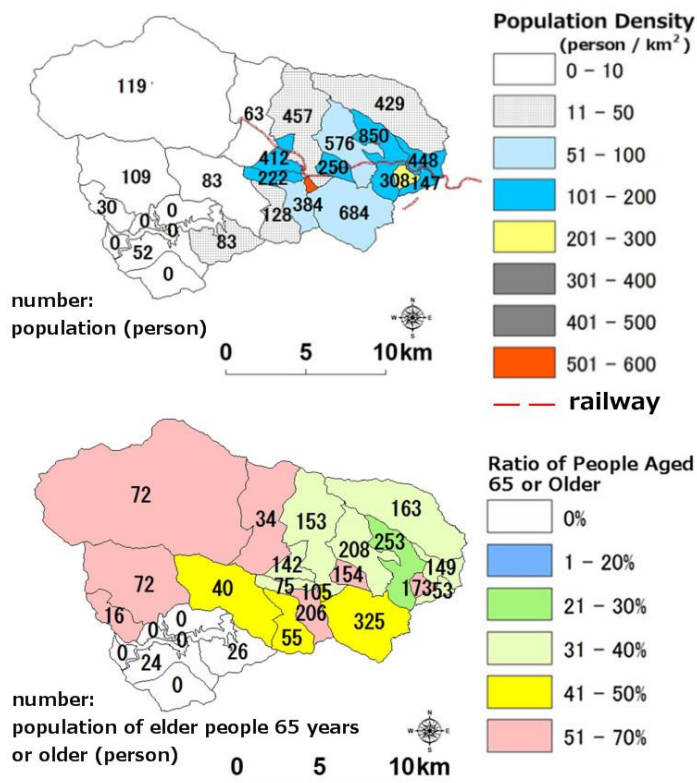 Population Density
(person / km²)
0 - 10
11 - 50
51 - 100
101 - 200
201 - 300
301 - 400
401 - 500
501 - 600
railway
119
63
457
429
576
850
412
250
448
222
109
83
308
147
30
0
0
128
384
684
0
0
83
52
0
number:
population (person)
N
W
E
S
0
5
10km
Ratio of People Aged
65 or Older
0%
1 - 20%
21 - 30%
31 - 40%
41 - 50%
51 - 70%
72
34
153
163
208
253
142
149
154
72
40
75
105
173
53
16
206
325
0
0
55
0
0
24
26
0
number:
population of elder people 65 years
or older (person)
N
W
E
S
0
5
10km